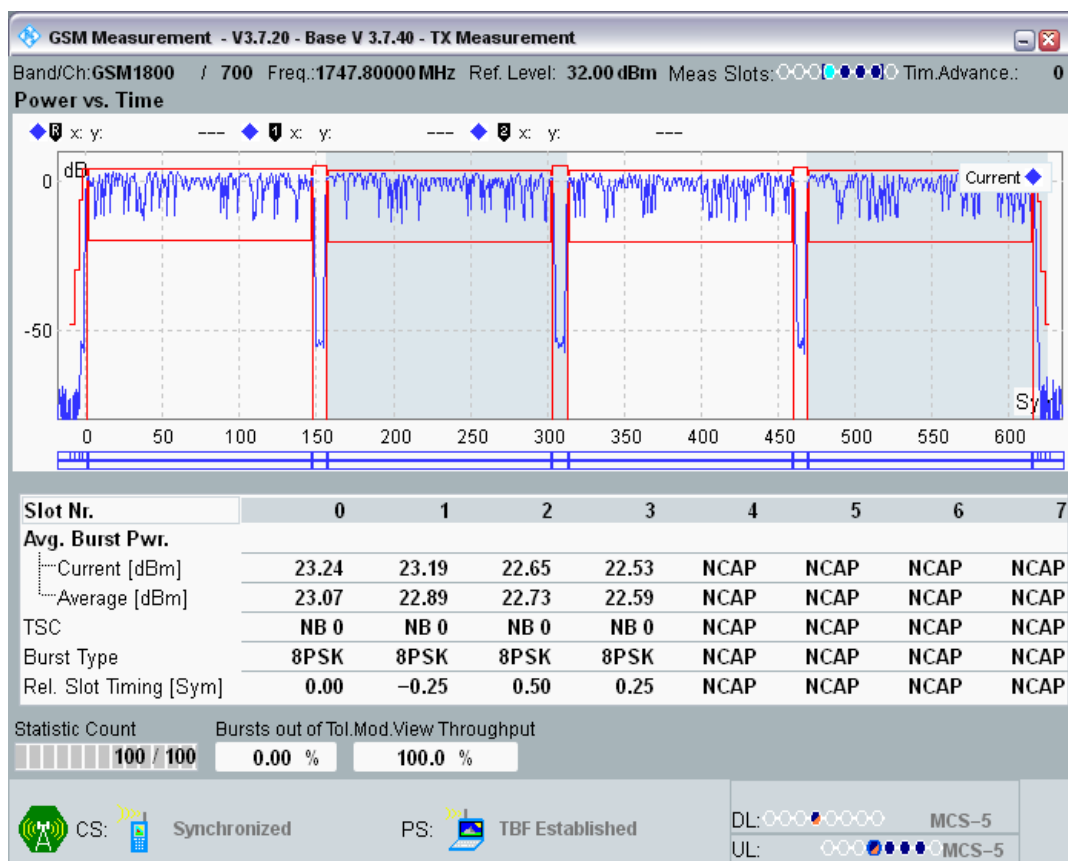 GSM Measurement - V3.7.20 - Base V 3.7.40 - TX Measurement
Band/Ch:GSM1800 / 700 Freq.:1747.80000 MHz Ref. Level: 32.00 dBm Meas Slots: Tim.Advance.: 0
Power vs. Time
R x: y: --- 1 x: y: --- 2 x: y: ---
dB
Current
0
-50
Sy
0 50 100 150 200 250 300 350 400 450 500 550 600
Slot Nr. 0 1 2 3 4 5 6 7
Avg. Burst Pwr.
Current [dBm] 23.24 23.19 22.65 22.53 NCAP NCAP NCAP NCAP
Average [dBm] 23.07 22.89 22.73 22.59 NCAP NCAP NCAP NCAP
TSC NB 0 NB 0 NB 0 NB 0 NCAP NCAP NCAP NCAP
Burst Type 8PSK 8PSK 8PSK 8PSK NCAP NCAP NCAP NCAP
Rel. Slot Timing [Sym] 0.00 −0.25 0.50 0.25 NCAP NCAP NCAP NCAP
Statistic Count Bursts out of Tol.Mod.View Throughput
100 / 100 0.00 % 100.0 %
CS: Synchronized PS: TBF Established
DL: MCS−5
UL: MCS−5